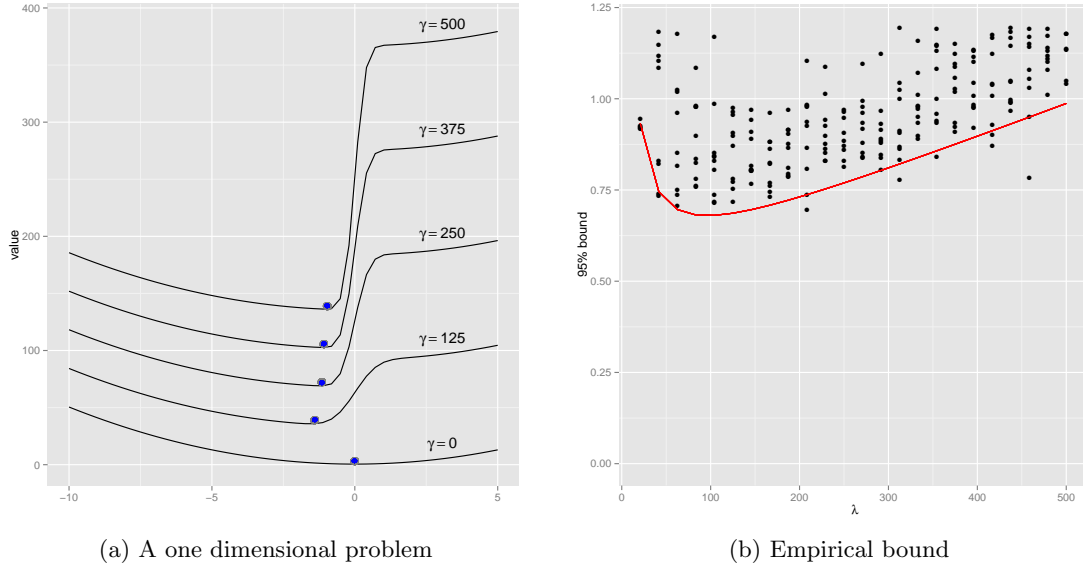 400
300
200
100
0
value
−10
−5
0
5
γ = 500
γ = 375
γ = 250
γ = 125
γ = 0
(a) A one dimensional problem
1.25
1.00
0.75
0.50
0.25
0.00
95% bound
0
100
200
300
400
500
λ
(b) Empirical bound